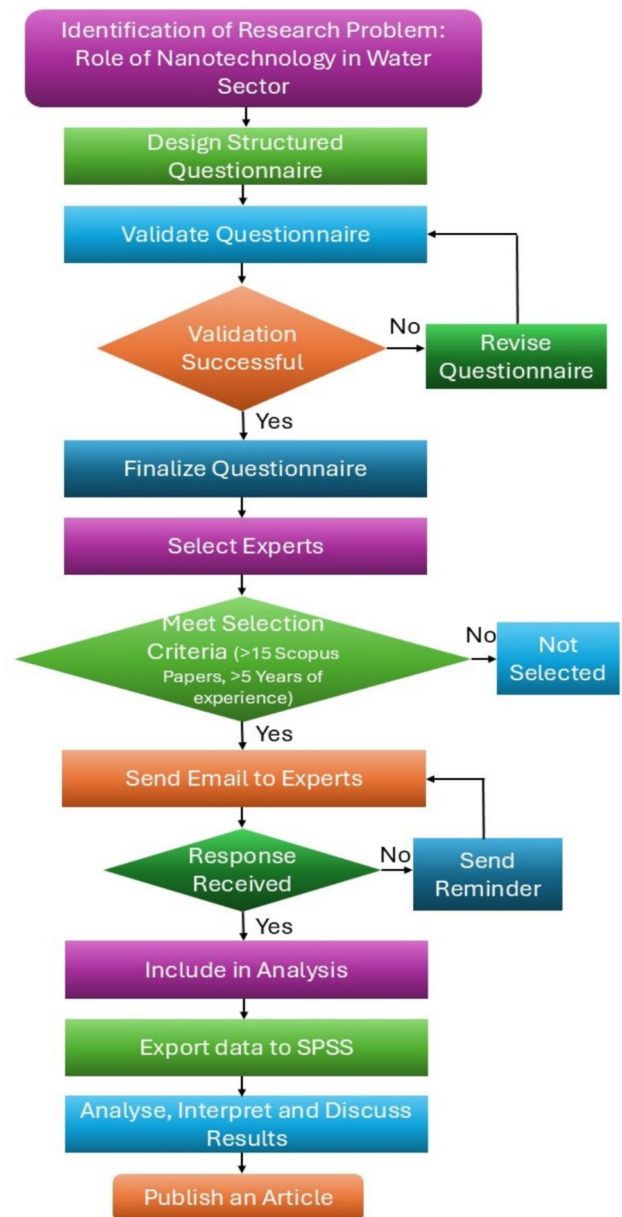 Identification of Research Problem:
Role of Nanotechnology in Water
Sector
Design Structured
Questionnaire
Validate Questionnaire
Validation
Successful
No
Revise
Questionnaire
Yes
Finalize Questionnaire
Select Experts
Meet Selection
Criteria (>15 Scopus
Papers, >5 Years of
experience)
No
Not
Selected
Yes
Send Email to Experts
Response
Received
No
Send
Reminder
Yes
Include in Analysis
Export data to SPSS
Analyse, Interpret and Discuss
Results
Publish an Article